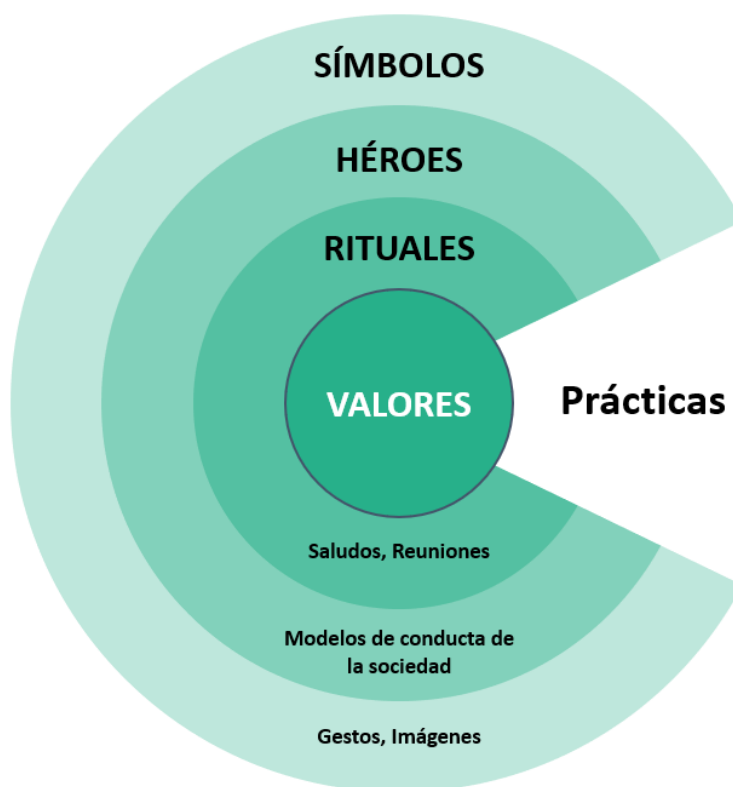 SÍMBOLOS
HÉROES
RITUALES
VALORES
Prácticas
Saludos, Reuniones
Modelos de conducta de
la sociedad
Gestos, Imágenes